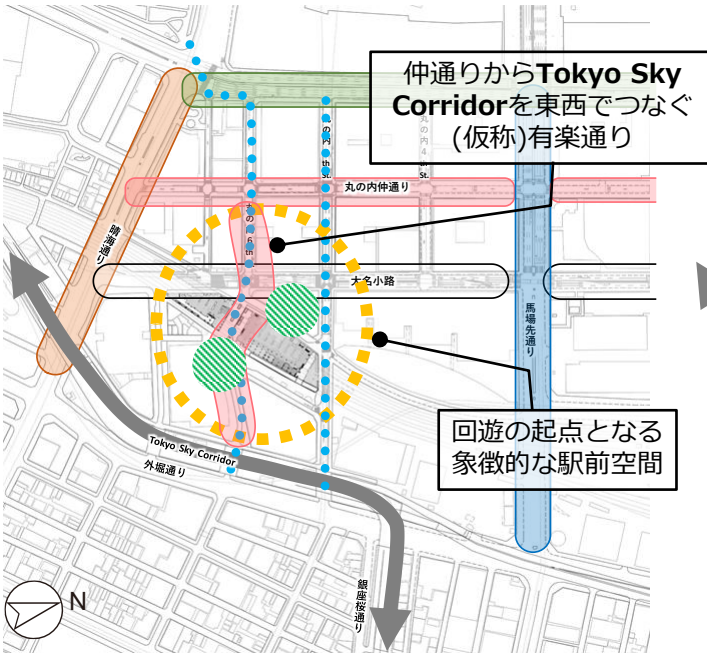 仲通りからTokyo Sky
Corridorを東西でつなぐ
(仮称)有楽通り
丸の内仲通り
晴海通り
大名小路
馬場先通り
回遊の起点となる
象徴的な駅前空間
Tokyo Sky Corridor
外堀通り
銀座桜通り
N